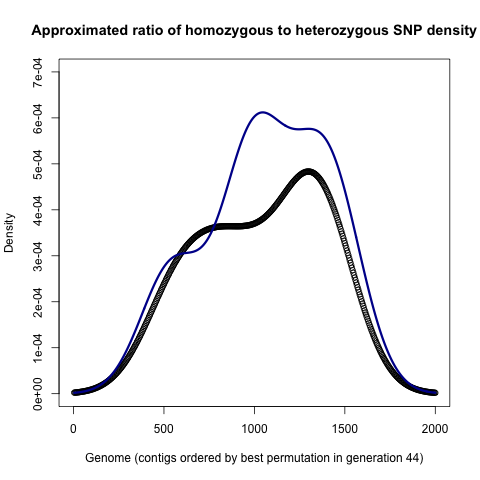 Approximated ratio of homozygous to heterozygous SNP density
7e-04
6e-04
5e-04
4e-04
3e-04
2e-04
1e-04
0e+00
Density
0 500 1000 1500 2000
Genome (contigs ordered by best permutation in generation 44)